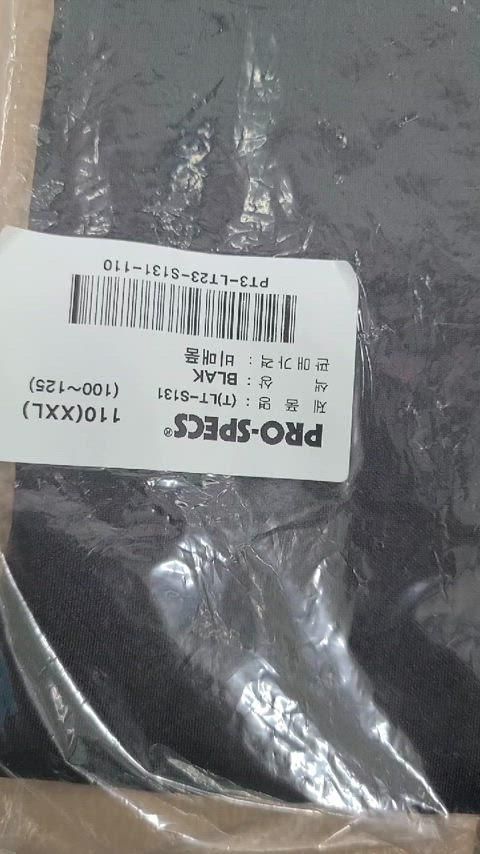 PRO-SPECS®
110(XXL)
제 품 명 : (T)LT-S131
(100~125)
색 상 : BLAK
판 매 가 격 : 비매품
PT3-LT23-S131-110